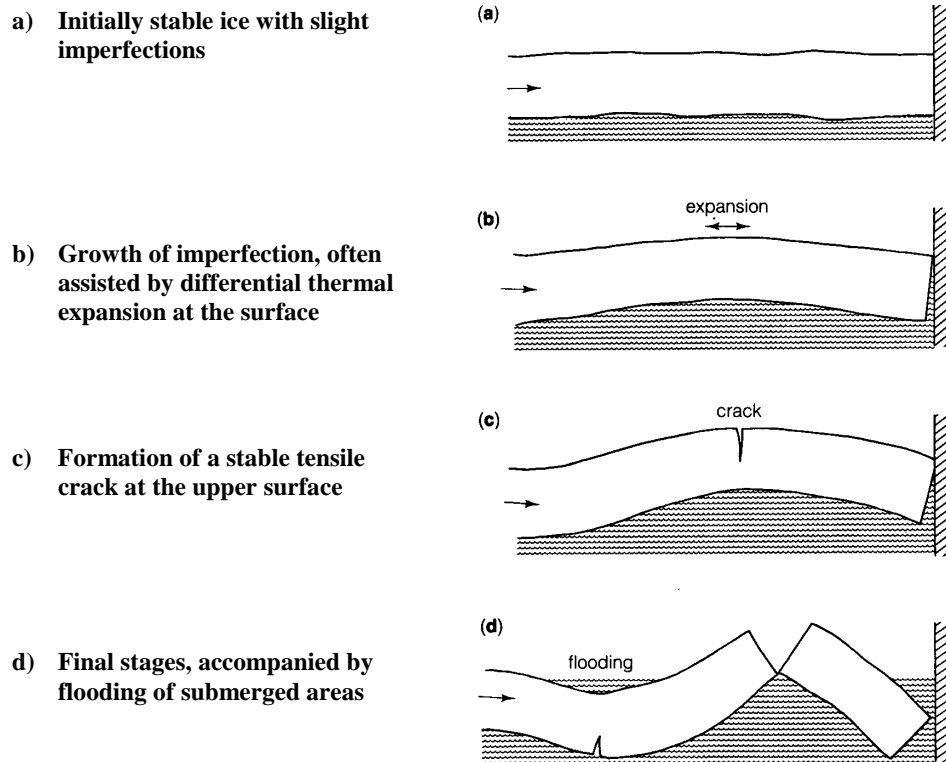 a) Initially stable ice with slight
imperfections
(a)
b) Growth of imperfection, often
assisted by differential thermal
expansion at the surface
(b)
expansion
c) Formation of a stable tensile
crack at the upper surface
(c)
crack
d) Final stages, accompanied by
flooding of submerged areas
(d)
flooding